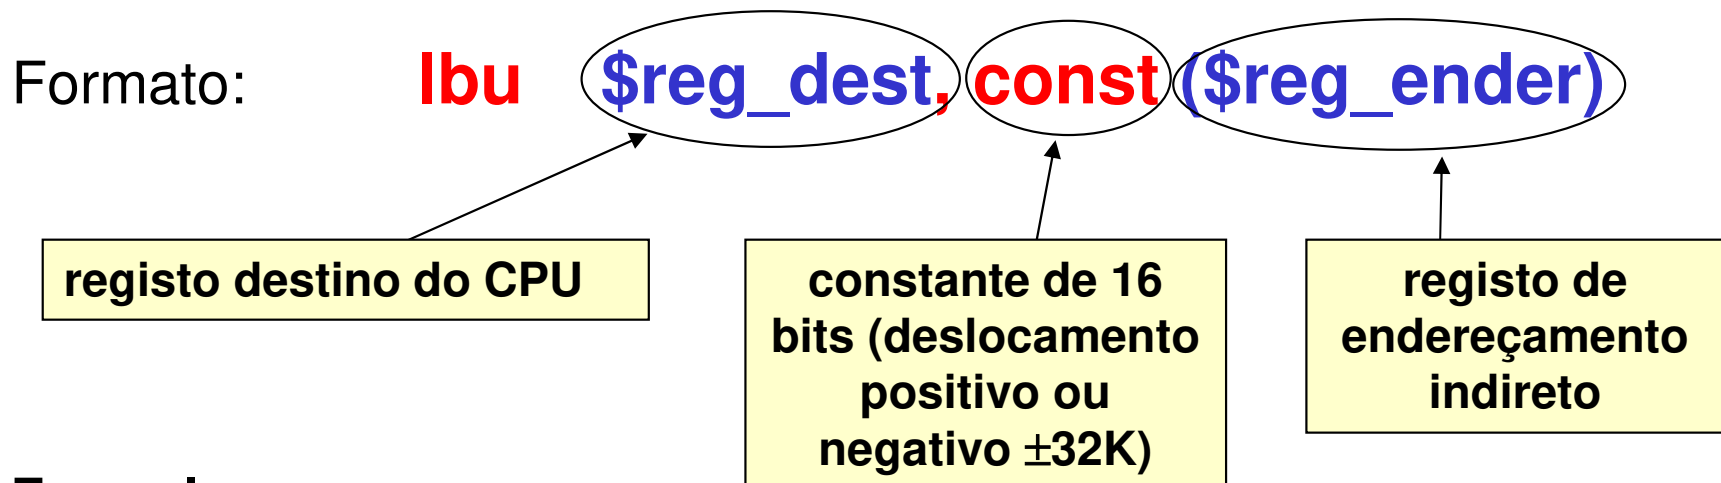 Formato: lbu $reg_dest, const ($reg_ender)
registo destino do CPU
constante de 16
bits (deslocamento
positivo ou
negativo ±32K)
registo de
endereçamento
indireto